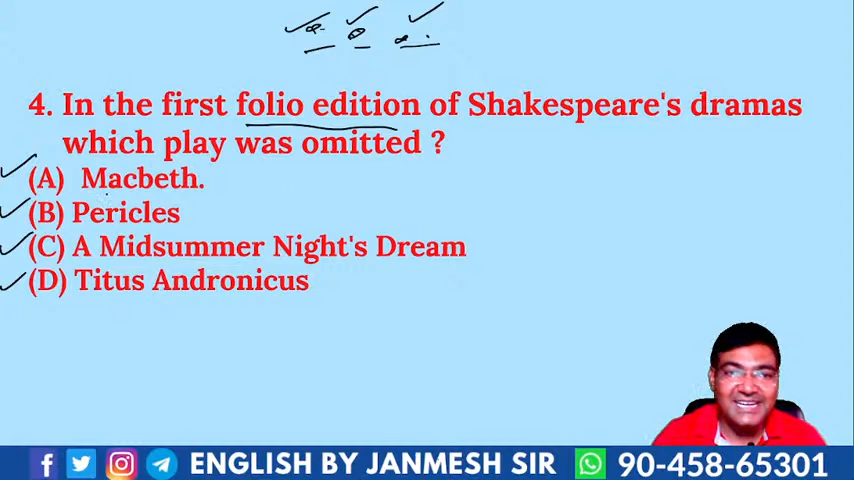 4. In the first folio edition of Shakespeare's dramas
which play was omitted ?
(A) Macbeth.
(B) Pericles
(C) A Midsummer Night's Dream
(D) Titus Andronicus
ENGLISH BY JANMESH SIR 90-458-65301